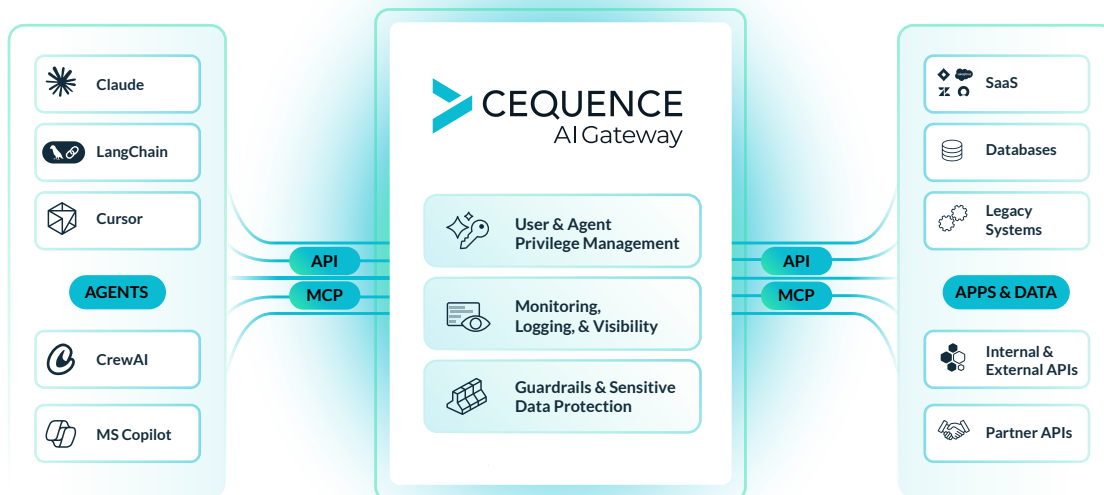 Claude
LangChain
Cursor
AGENTS
CrewAI
MS Copilot
API
MCP
CEQUENCE
AI Gateway
User & Agent
Privilege Management
Monitoring,
Logging, & Visibility
Guardrails & Sensitive
Data Protection
API
MCP
SaaS
Databases
Legacy
Systems
APPS & DATA
Internal &
External APIs
Partner APIs